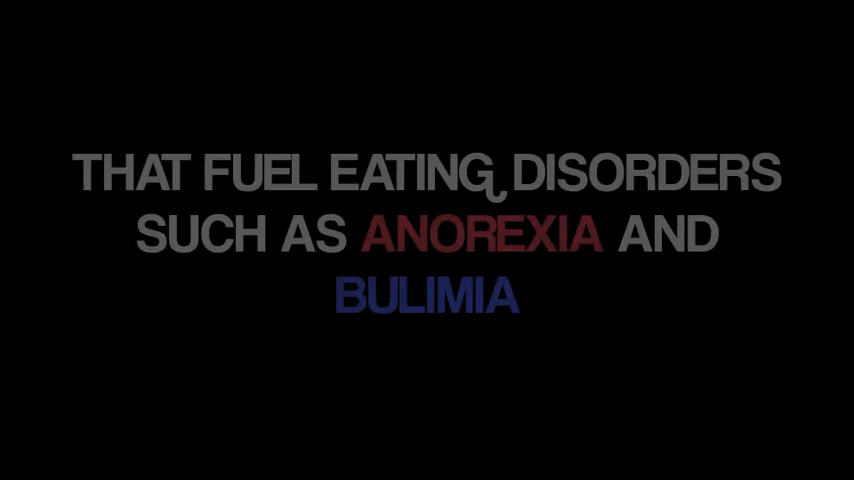 THAT FUEL EATING DISORDERS
SUCH AS ANOREXIA AND
BULIMIA